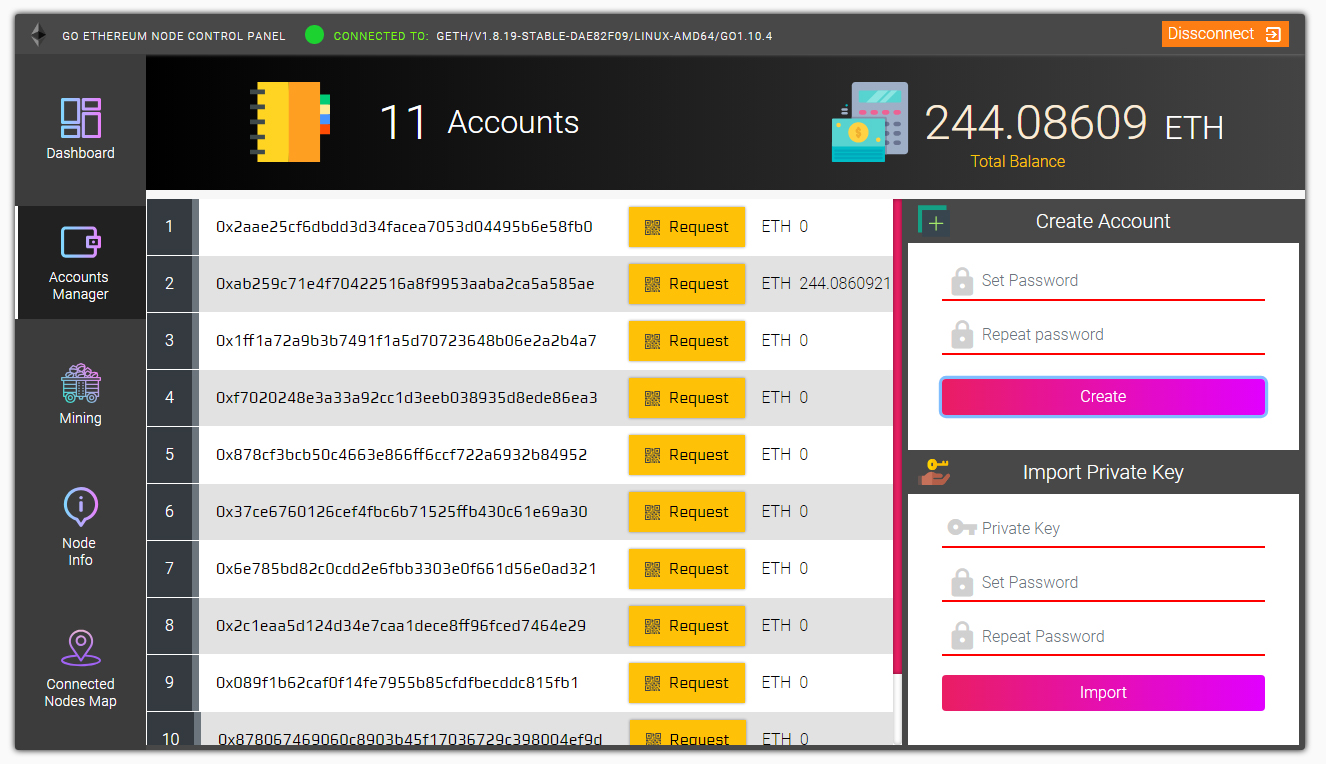 GO ETHEREUM NODE CONTROL PANEL CONNECTED TO: GETH/V1.8.19-STABLE-DAE82F09/LINUX-AMD64/GO1.10.4 Dissconnect
11 Accounts
244.08609 ETH
Total Balance
Dashboard
Accounts
Manager
Mining
Node
Info
Connected
Nodes Map
1 0x2aae25cf6dbdd3d34facea7053d04495b6e58fb0 Request ETH 0
2 0xab259c71e4f70422516a8f9953aaba2ca5a585ae Request ETH 244.0860921
3 0x1ff1a72a9b3b7491f1a5d70723648b06e2a2b4a7 Request ETH 0
4 0xf7020248e3a33a92cc1d3eeb038935d8ede86ea3 Request ETH 0
5 0x878cf3bcb50c4663e866ff6ccf722a6932b84952 Request ETH 0
6 0x37ce6760126cef4fbc6b71525ffb430c61e69a30 Request ETH 0
7 0x6e785bd82c0cdd2e6fbb3303e0f661d56e0ad321 Request ETH 0
8 0x2c1eaa5d124d34e7caa1dece8ff96fced7464e29 Request ETH 0
9 0x089f1b62caf0f14fe7955b85cfdfbecddc815fb1 Request ETH 0
10 0x878067469060c8903b45f17036729c398004ef9d Request ETH 0
Create Account
Set Password
Repeat password
Create
Import Private Key
Private Key
Set Password
Repeat Password
Import